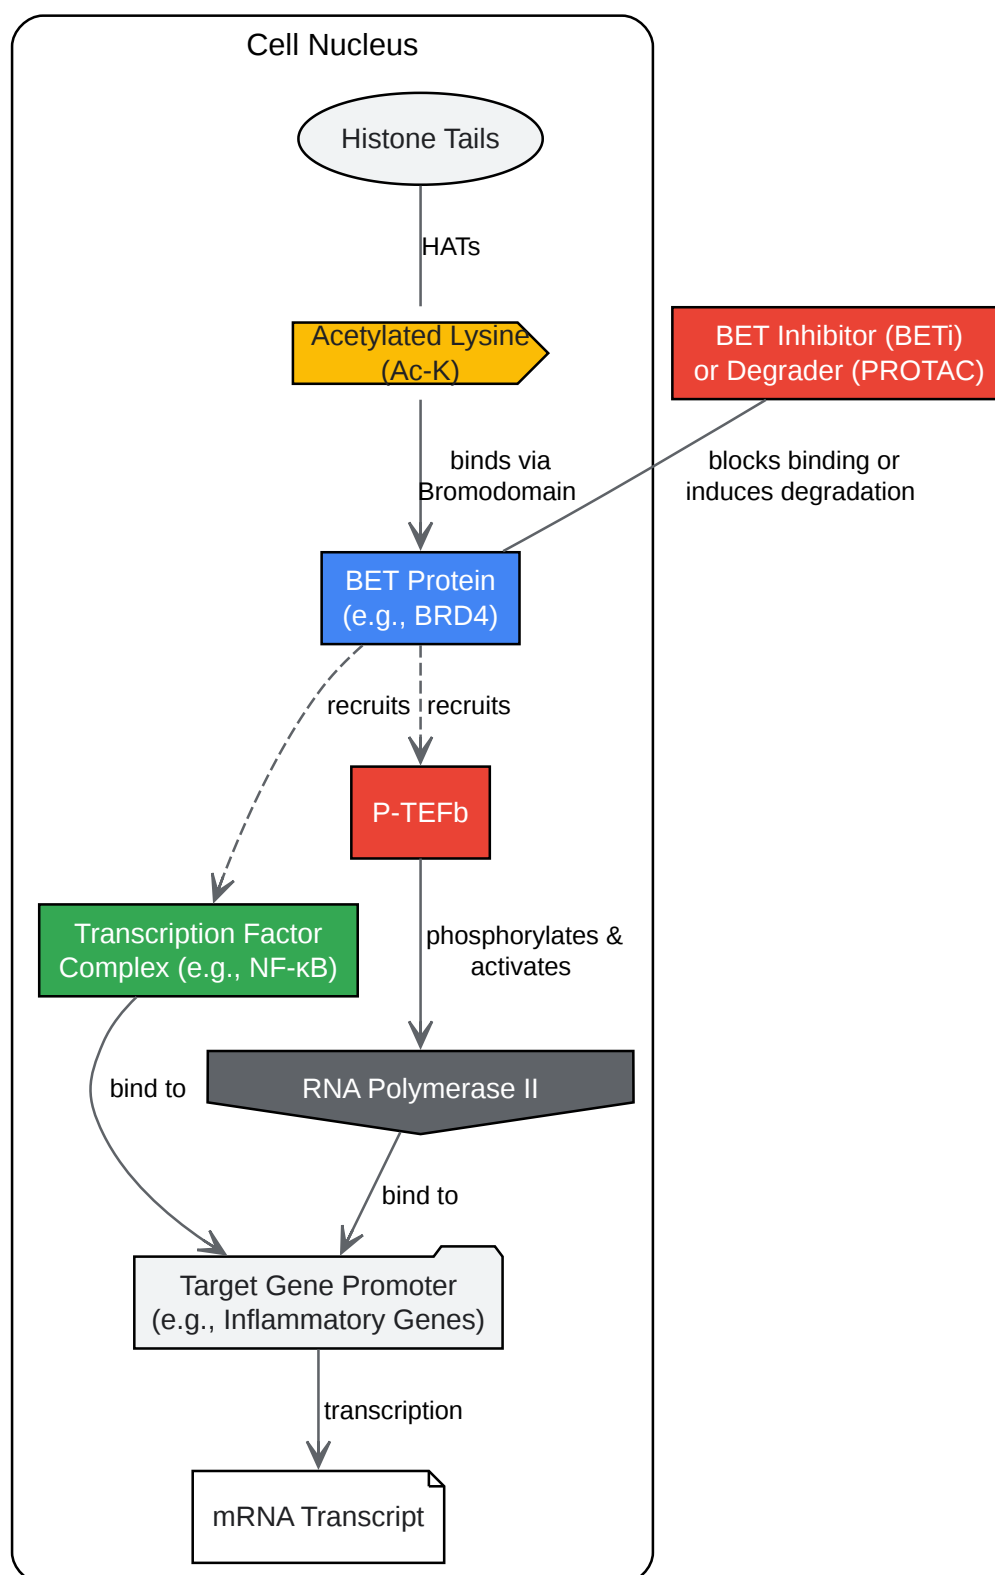 Cell Nucleus
Histone Tails
HATs
Acetylated Lysine
(Ac-K)
BET Inhibitor (BETi)
or Degrader (PROTAC)
binds via
Bromodomain
blocks binding or
induces degradation
BET Protein
(e.g., BRD4)
recruits
recruits
P-TEFb
Transcription Factor
Complex (e.g., NF-κB)
phosphorylates &
activates
bind to
RNA Polymerase II
bind to
Target Gene Promoter
(e.g., Inflammatory Genes)
transcription
mRNA Transcript